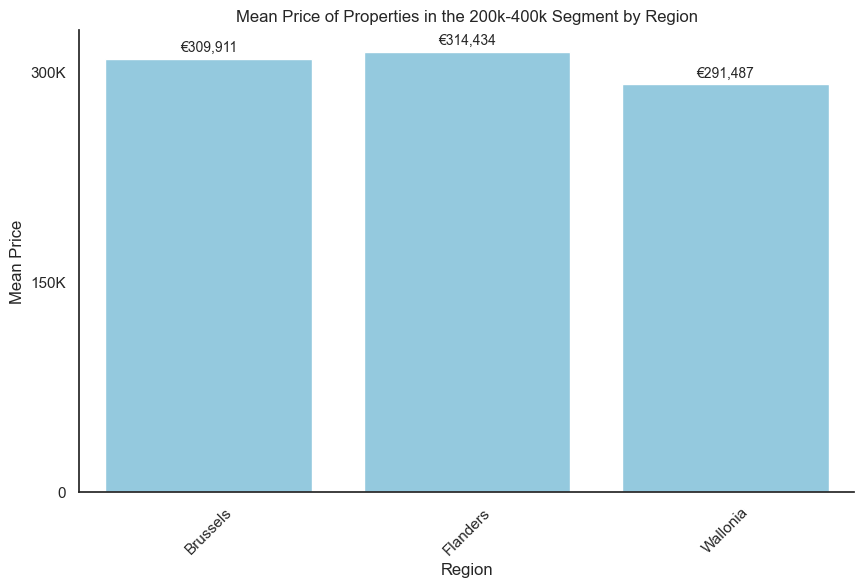 Mean Price of Properties in the 200k-400k Segment by Region
€309,911
€314,434
€291,487
300K
150K
0
Mean Price
Brussels
Flanders
Wallonia
Region